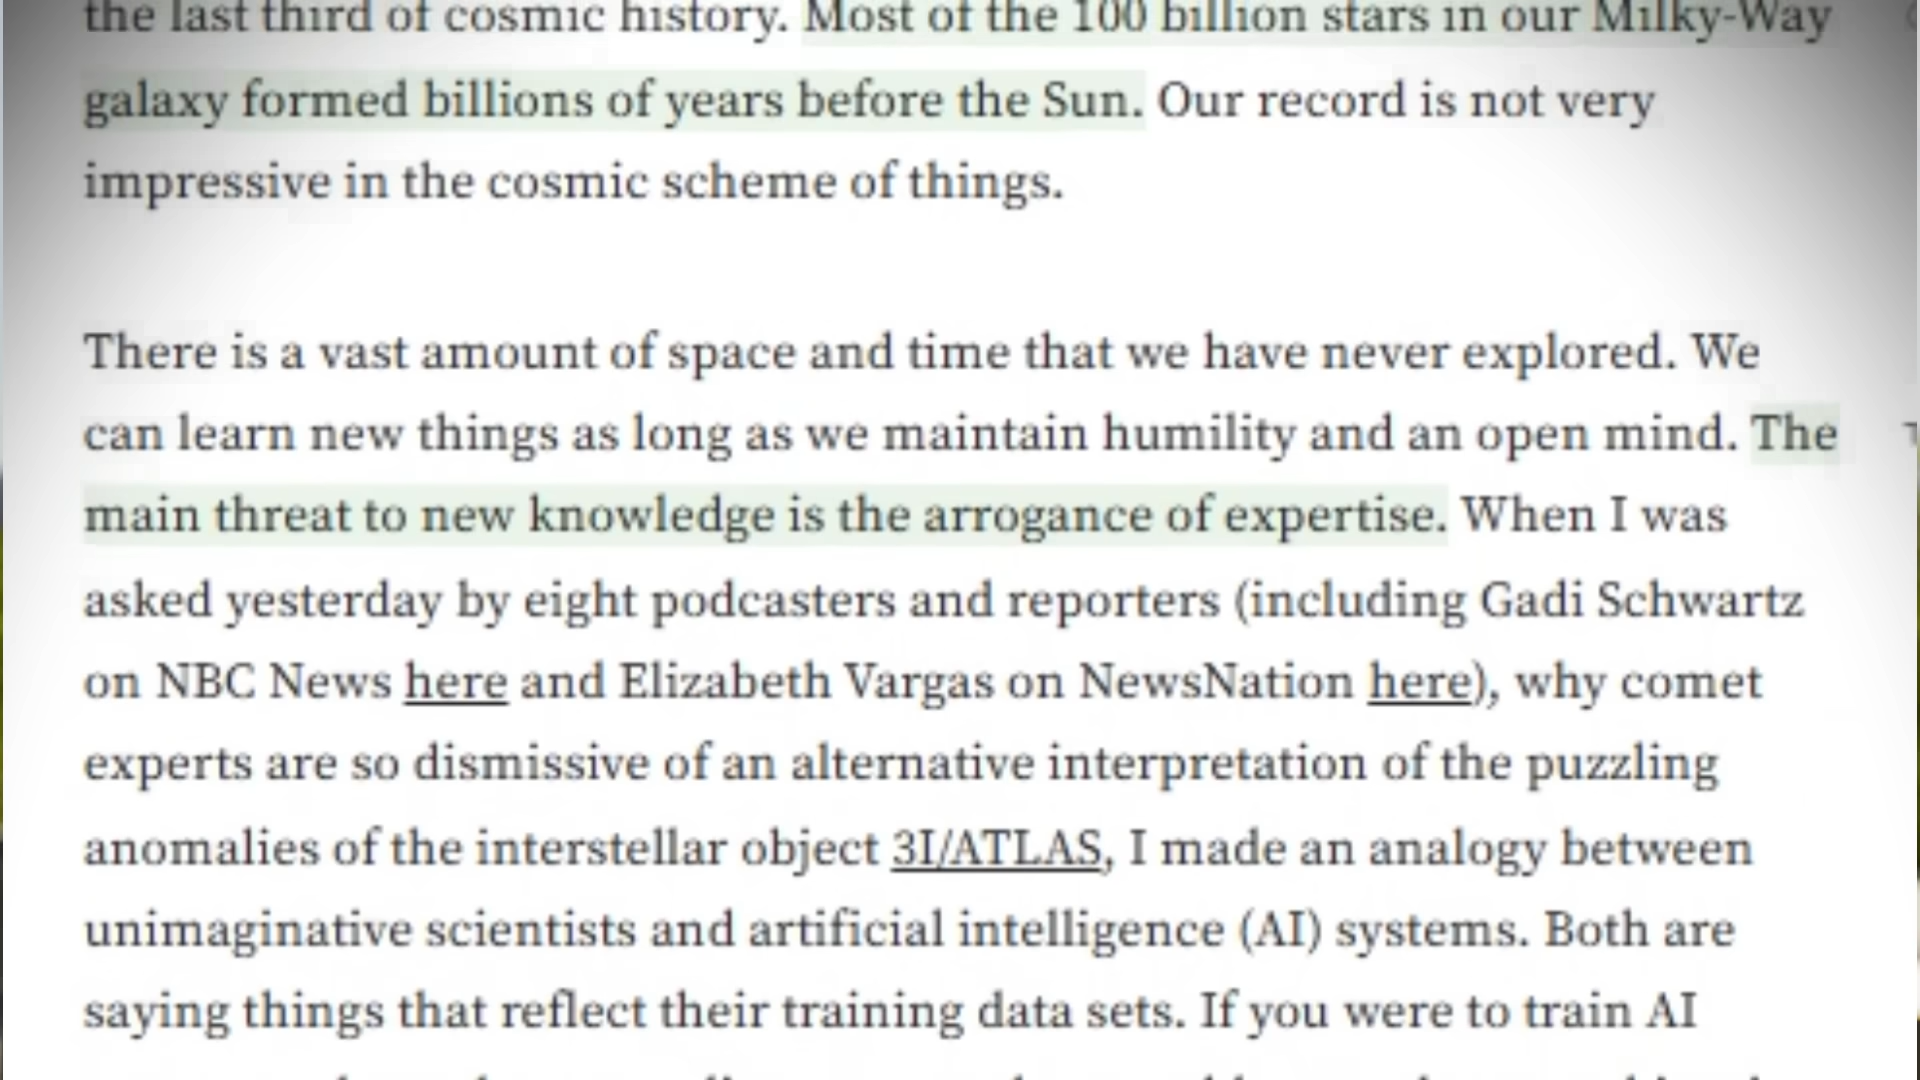 the last third of cosmic history. Most of the 100 billion stars in our Milky-Way
galaxy formed billions of years before the Sun. Our record is not very
impressive in the cosmic scheme of things.
There is a vast amount of space and time that we have never explored. We
can learn new things as long as we maintain humility and an open mind. The
main threat to new knowledge is the arrogance of expertise. When I was
asked yesterday by eight podcasters and reporters (including Gadi Schwartz
on NBC News here and Elizabeth Vargas on NewsNation here), why comet
experts are so dismissive of an alternative interpretation of the puzzling
anomalies of the interstellar object 3I/ATLAS, I made an analogy between
unimaginative scientists and artificial intelligence (AI) systems. Both are
saying things that reflect their training data sets. If you were to train AI